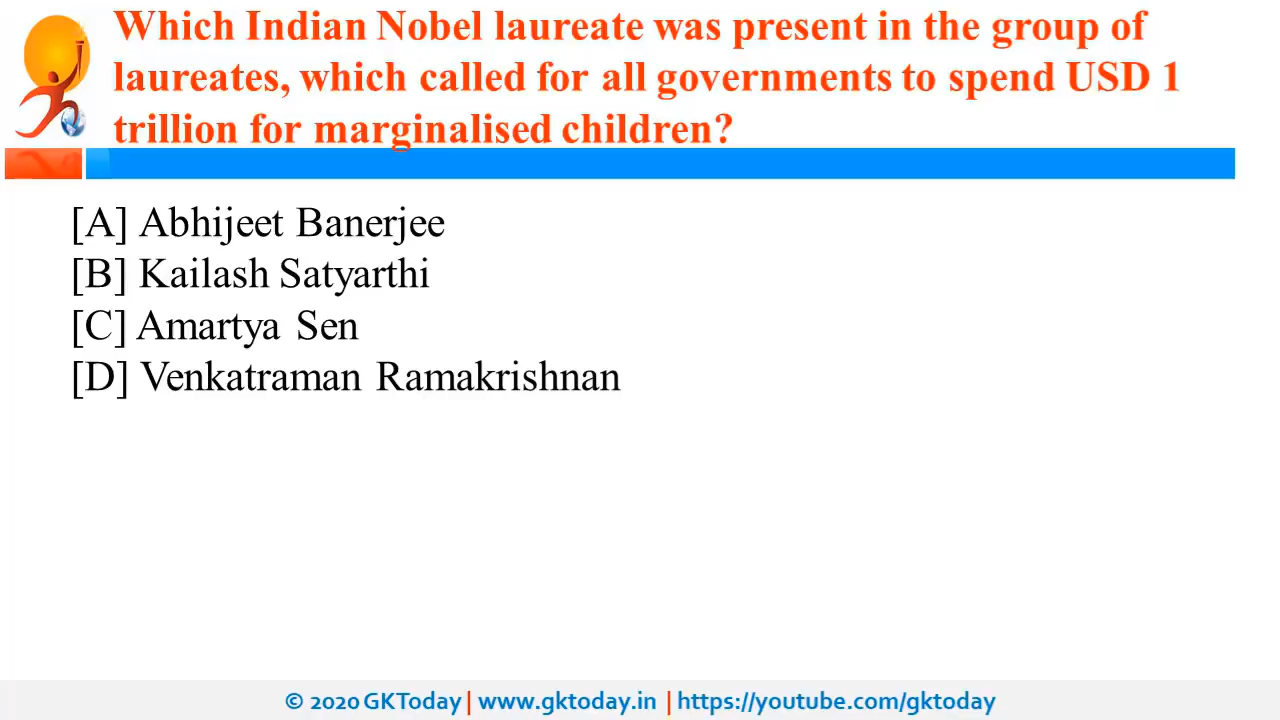 Which Indian Nobel laureate was present in the group of
laureates, which called for all governments to spend USD 1
trillion for marginalised children?
[A] Abhijeet Banerjee
[B] Kailash Satyarthi
[C] Amartya Sen
[D] Venkatraman Ramakrishnan
© 2020 GKToday | www.gktoday.in | https://youtube.com/gktoday